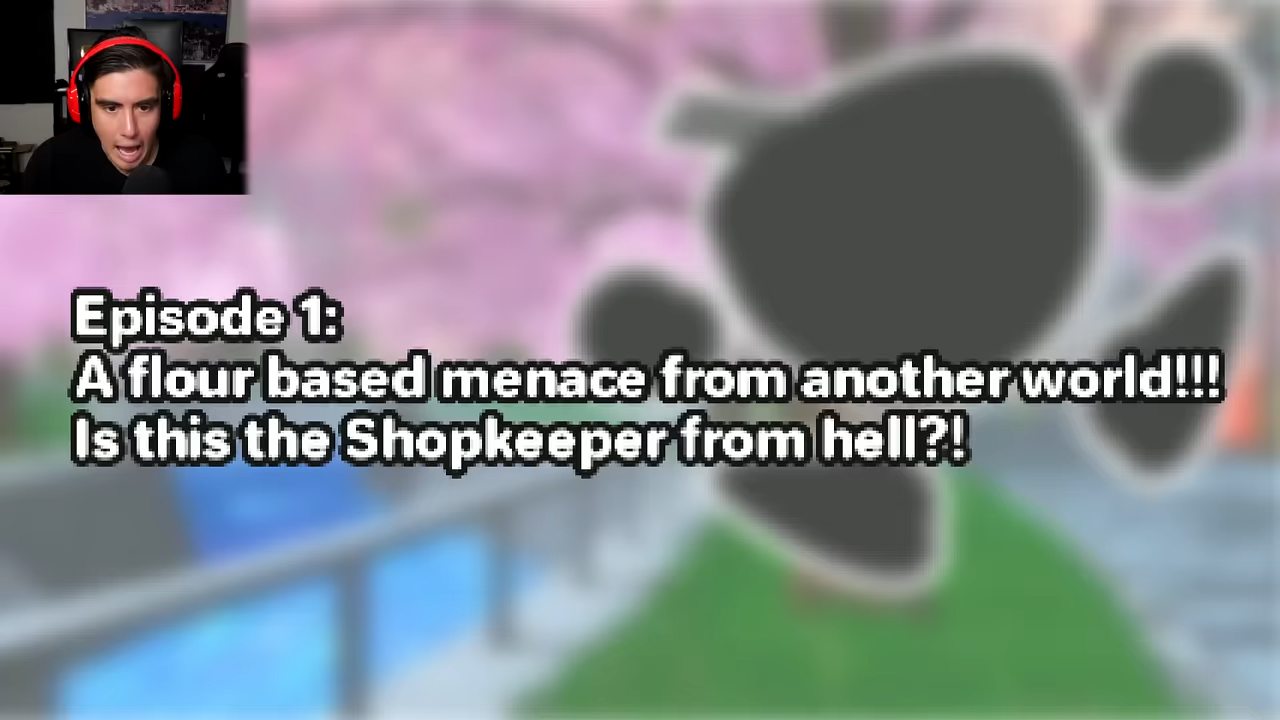 Episode 1:
A flour based menace from another world!!!
Is this the Shopkeeper from hell?!